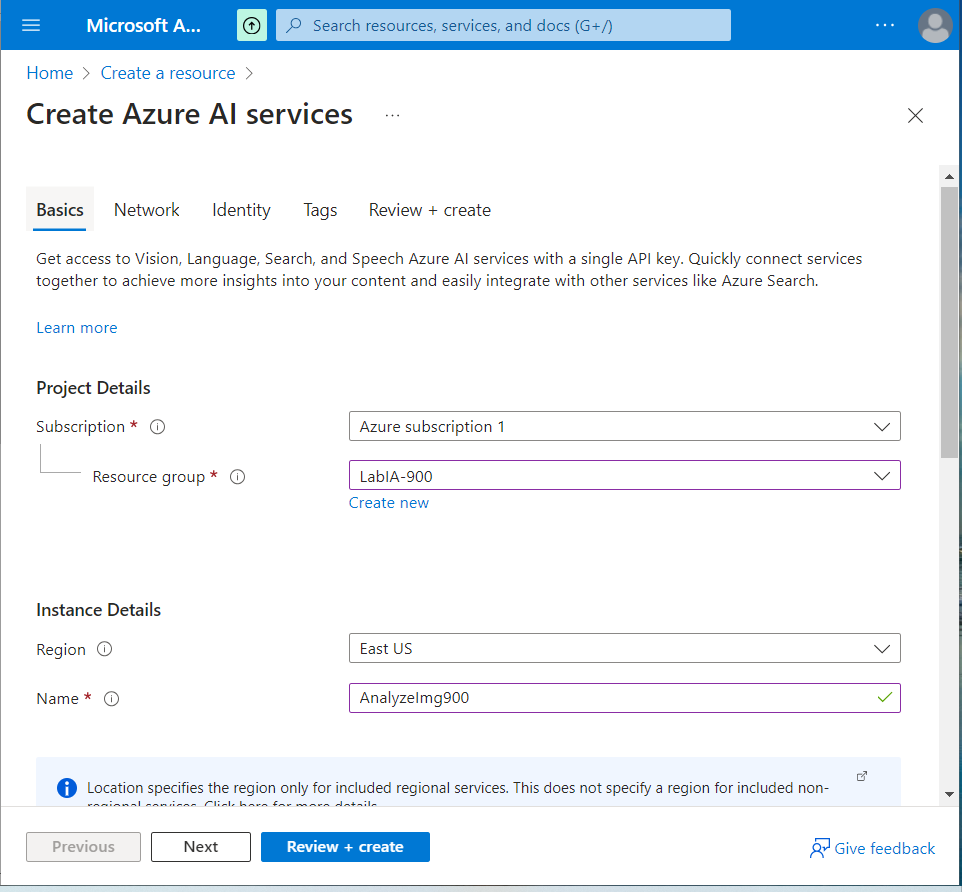 Microsoft A...
Search resources, services, and docs (G+/)
...
Home > Create a resource >
Create Azure AI services ...
Basics Network Identity Tags Review + create
Get access to Vision, Language, Search, and Speech Azure AI services with a single API key. Quickly connect services
together to achieve more insights into your content and easily integrate with other services like Azure Search.
Learn more
Project Details
Subscription * Azure subscription 1
Resource group * LabIA-900
Create new
Instance Details
Region East US
Name * AnalyzeImg900
Location specifies the region only for included regional services. This does not specify a region for included non-
regional services. Click here for more details.
Previous Next Review + create Give feedback